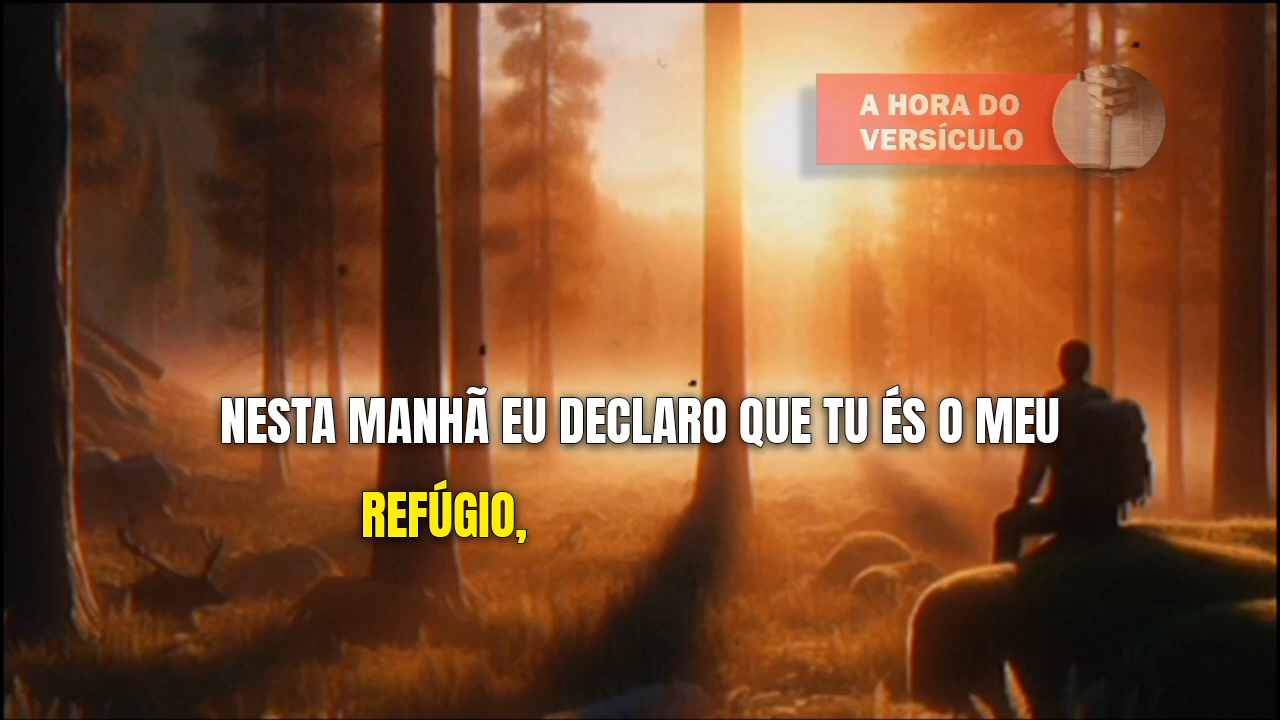 A HORA DO
VERSÍCULO
NESTA MANHÃ EU DECLARO QUE TU ÉS O MEU
REFÚGIO,